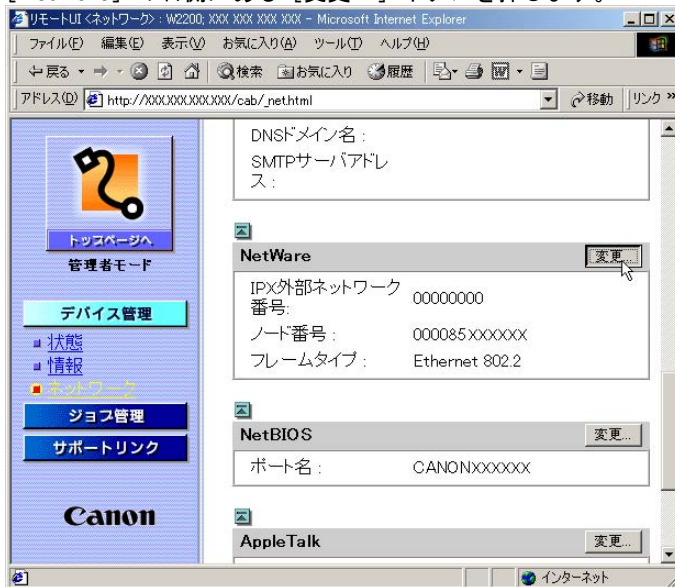 リモートUI <ネットワーク> : W2200; XXX XXX XXX XXX - Microsoft Internet Explorer
ファイル(F) 編集(E) 表示(V) お気に入り(A) ツール(T) ヘルプ(H)
戻る 検索 お気に入り 履歴
アドレス(D) http://XXX.XXX.XXX.XXX/cab/_net.html 移動 リンク »
DNSドメイン名 :
SMTPサーバアドレ
ス :
トップページへ
管理者モード
NetWare 変更...
IPX外部ネットワーク
番号: 00000000
ノード番号 : 000085XXXXXX
フレームタイプ : Ethernet 802.2
デバイス管理
状態
情報
ネットワーク
ジョブ管理
サポートリンク
NetBIOS 変更...
ポート名 : CANONXXXXXX
Canon
AppleTalk 変更...
インターネット